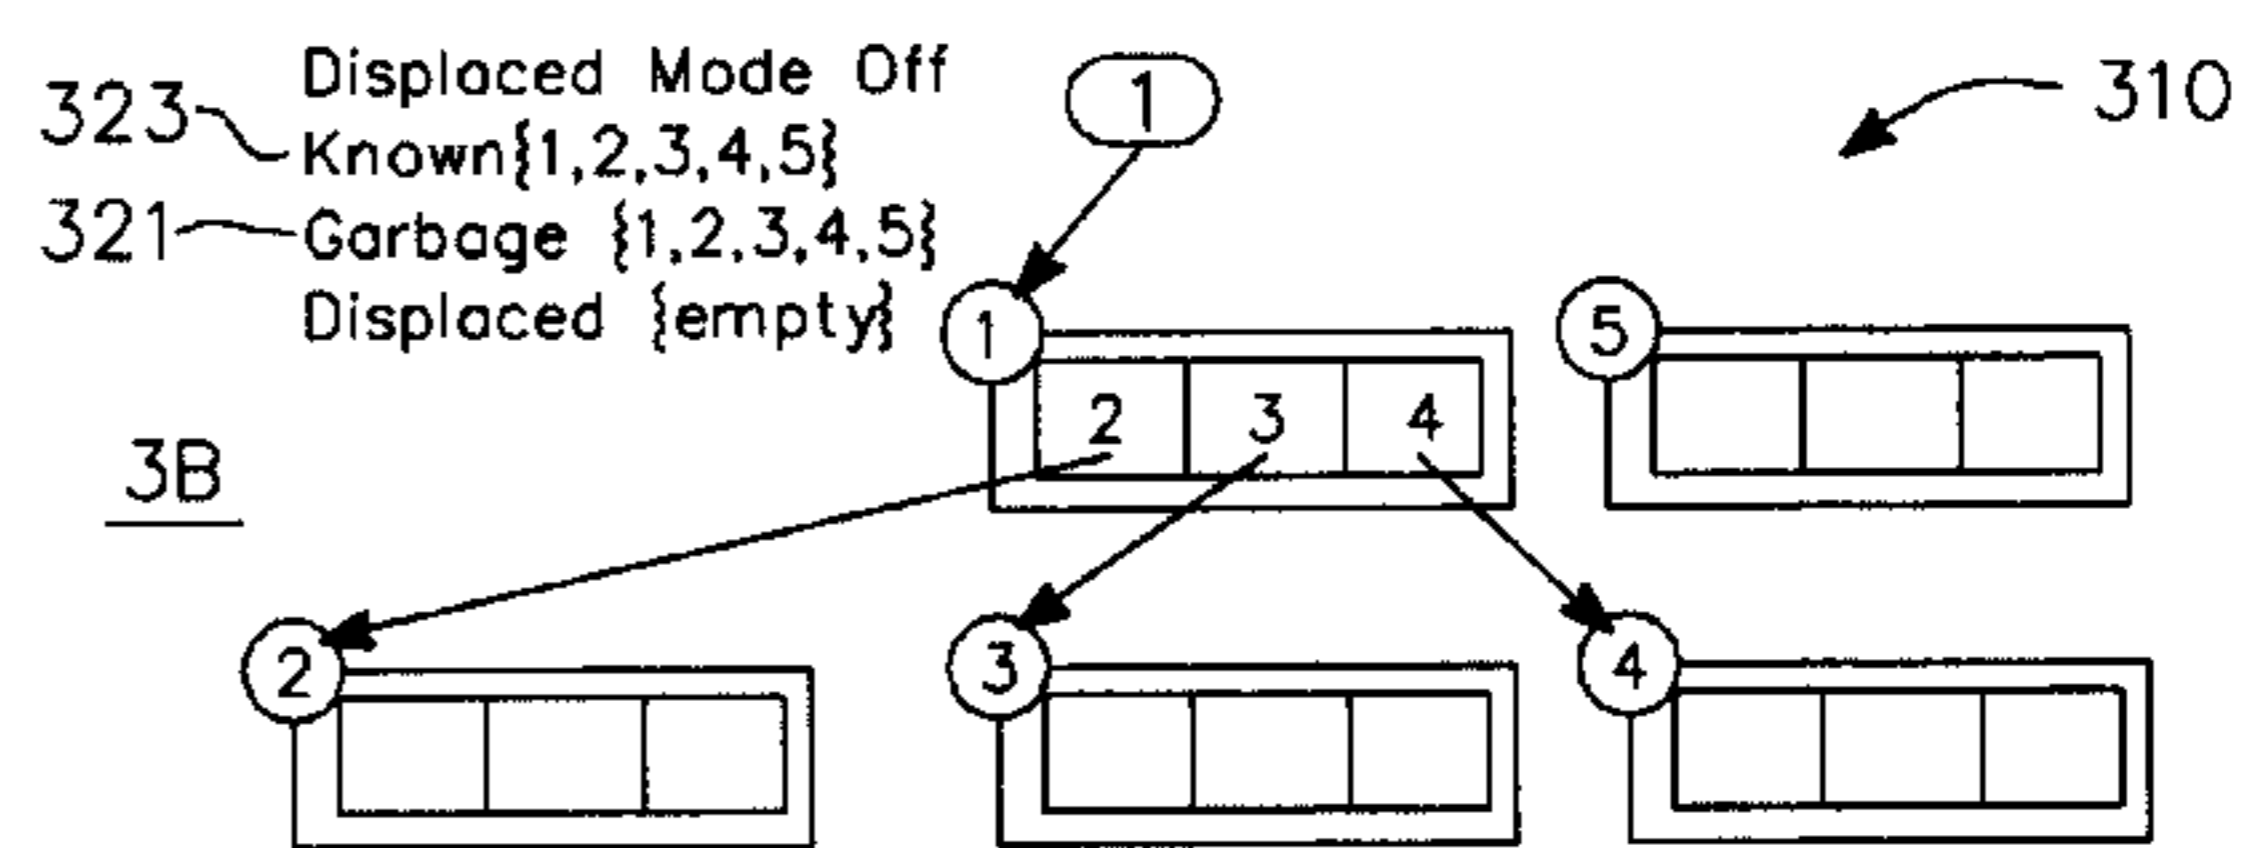 Displaced Mode Off
323 Known{1,2,3,4,5}
321 Garbage {1,2,3,4,5}
Displaced {empty}
1
310
1
5
2 3 4
3B
2
3
4